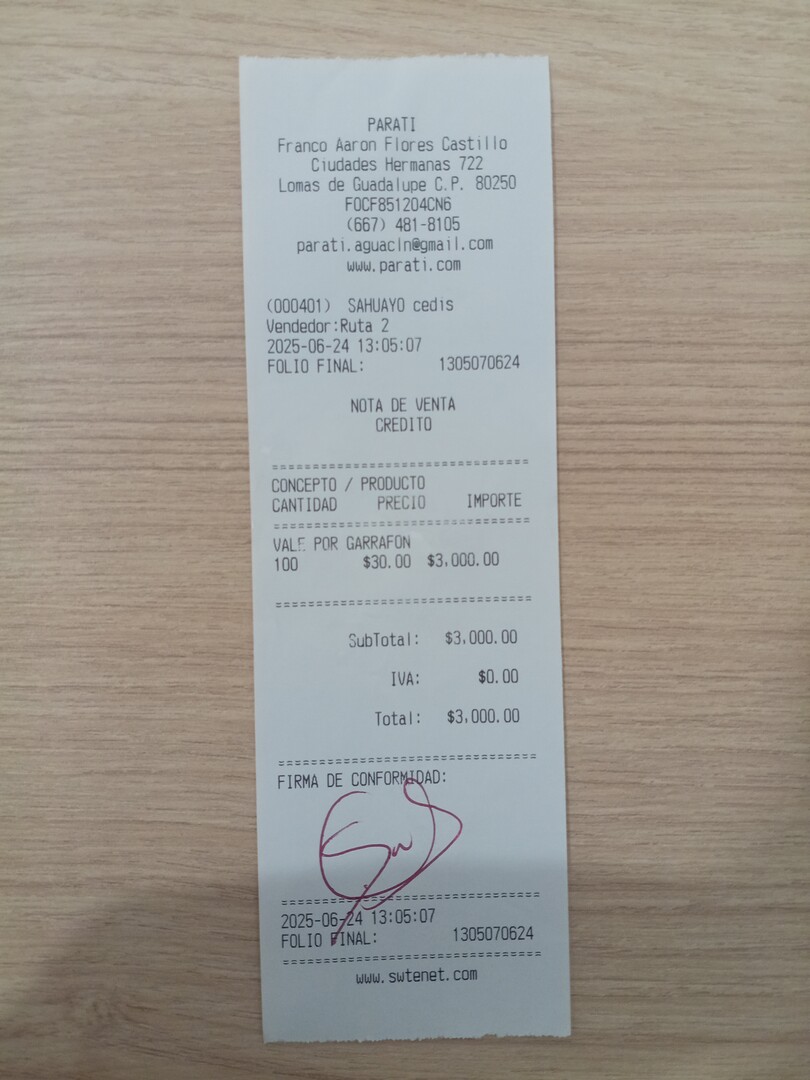 PARATI
Franco Aaron Flores Castillo
Ciudades Hermanas 722
Lomas de Guadalupe C.P. 80250
FOCF851204CN6
(667) 481-8105
parati.aguacln@gmail.com
www.parati.com
(000401) SAHUAYO cedis
Vendedor:Ruta 2
2025-06-24 13:05:07
FOLIO FINAL: 1305070624
NOTA DE VENTA
CREDITO
================================
CONCEPTO / PRODUCTO
CANTIDAD PRECIO IMPORTE
================================
VALE POR GARRAFON
100 $30.00 $3,000.00
================================
SubTotal: $3,000.00
IVA: $0.00
Total: $3,000.00
================================
FIRMA DE CONFORMIDAD:
================================
2025-06-24 13:05:07
FOLIO FINAL: 1305070624
================================
www.swtenet.com